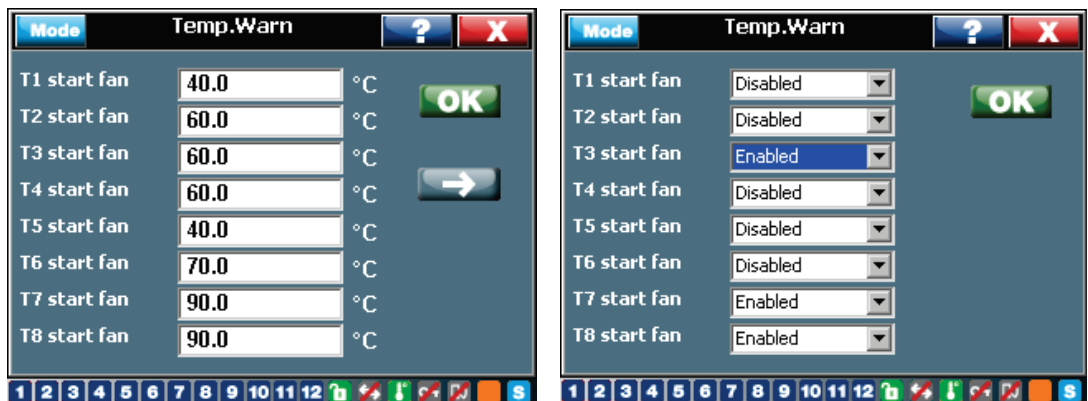 Mode Temp.Warn ? X
T1 start fan 40.0 °C OK
T2 start fan 60.0 °C
T3 start fan 60.0 °C
T4 start fan 60.0 °C
T5 start fan 40.0 °C
T6 start fan 70.0 °C
T7 start fan 90.0 °C
T8 start fan 90.0 °C
1 2 3 4 5 6 7 8 9 10 11 12 S
Mode Temp.Warn ? X
T1 start fan Disabled OK
T2 start fan Disabled
T3 start fan Enabled
T4 start fan Disabled
T5 start fan Disabled
T6 start fan Disabled
T7 start fan Enabled
T8 start fan Enabled
1 2 3 4 5 6 7 8 9 10 11 12 S